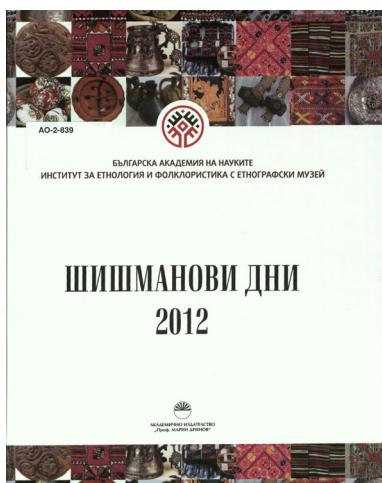 АО-2-839
БЪЛГАРСКА АКАДЕМИЯ НА НАУКИТЕ
ИНСТИТУТ ЗА ЕТНОЛОГИЯ И ФОЛКЛОРИСТИКА С ЕТНОГРАФСКИ МУЗЕЙ
ШИШМАНОВИ ДНИ
2012
АКАДЕМИЧНО ИЗДАТЕЛСТВО
„Проф. МАРИН ДРИНОВ"